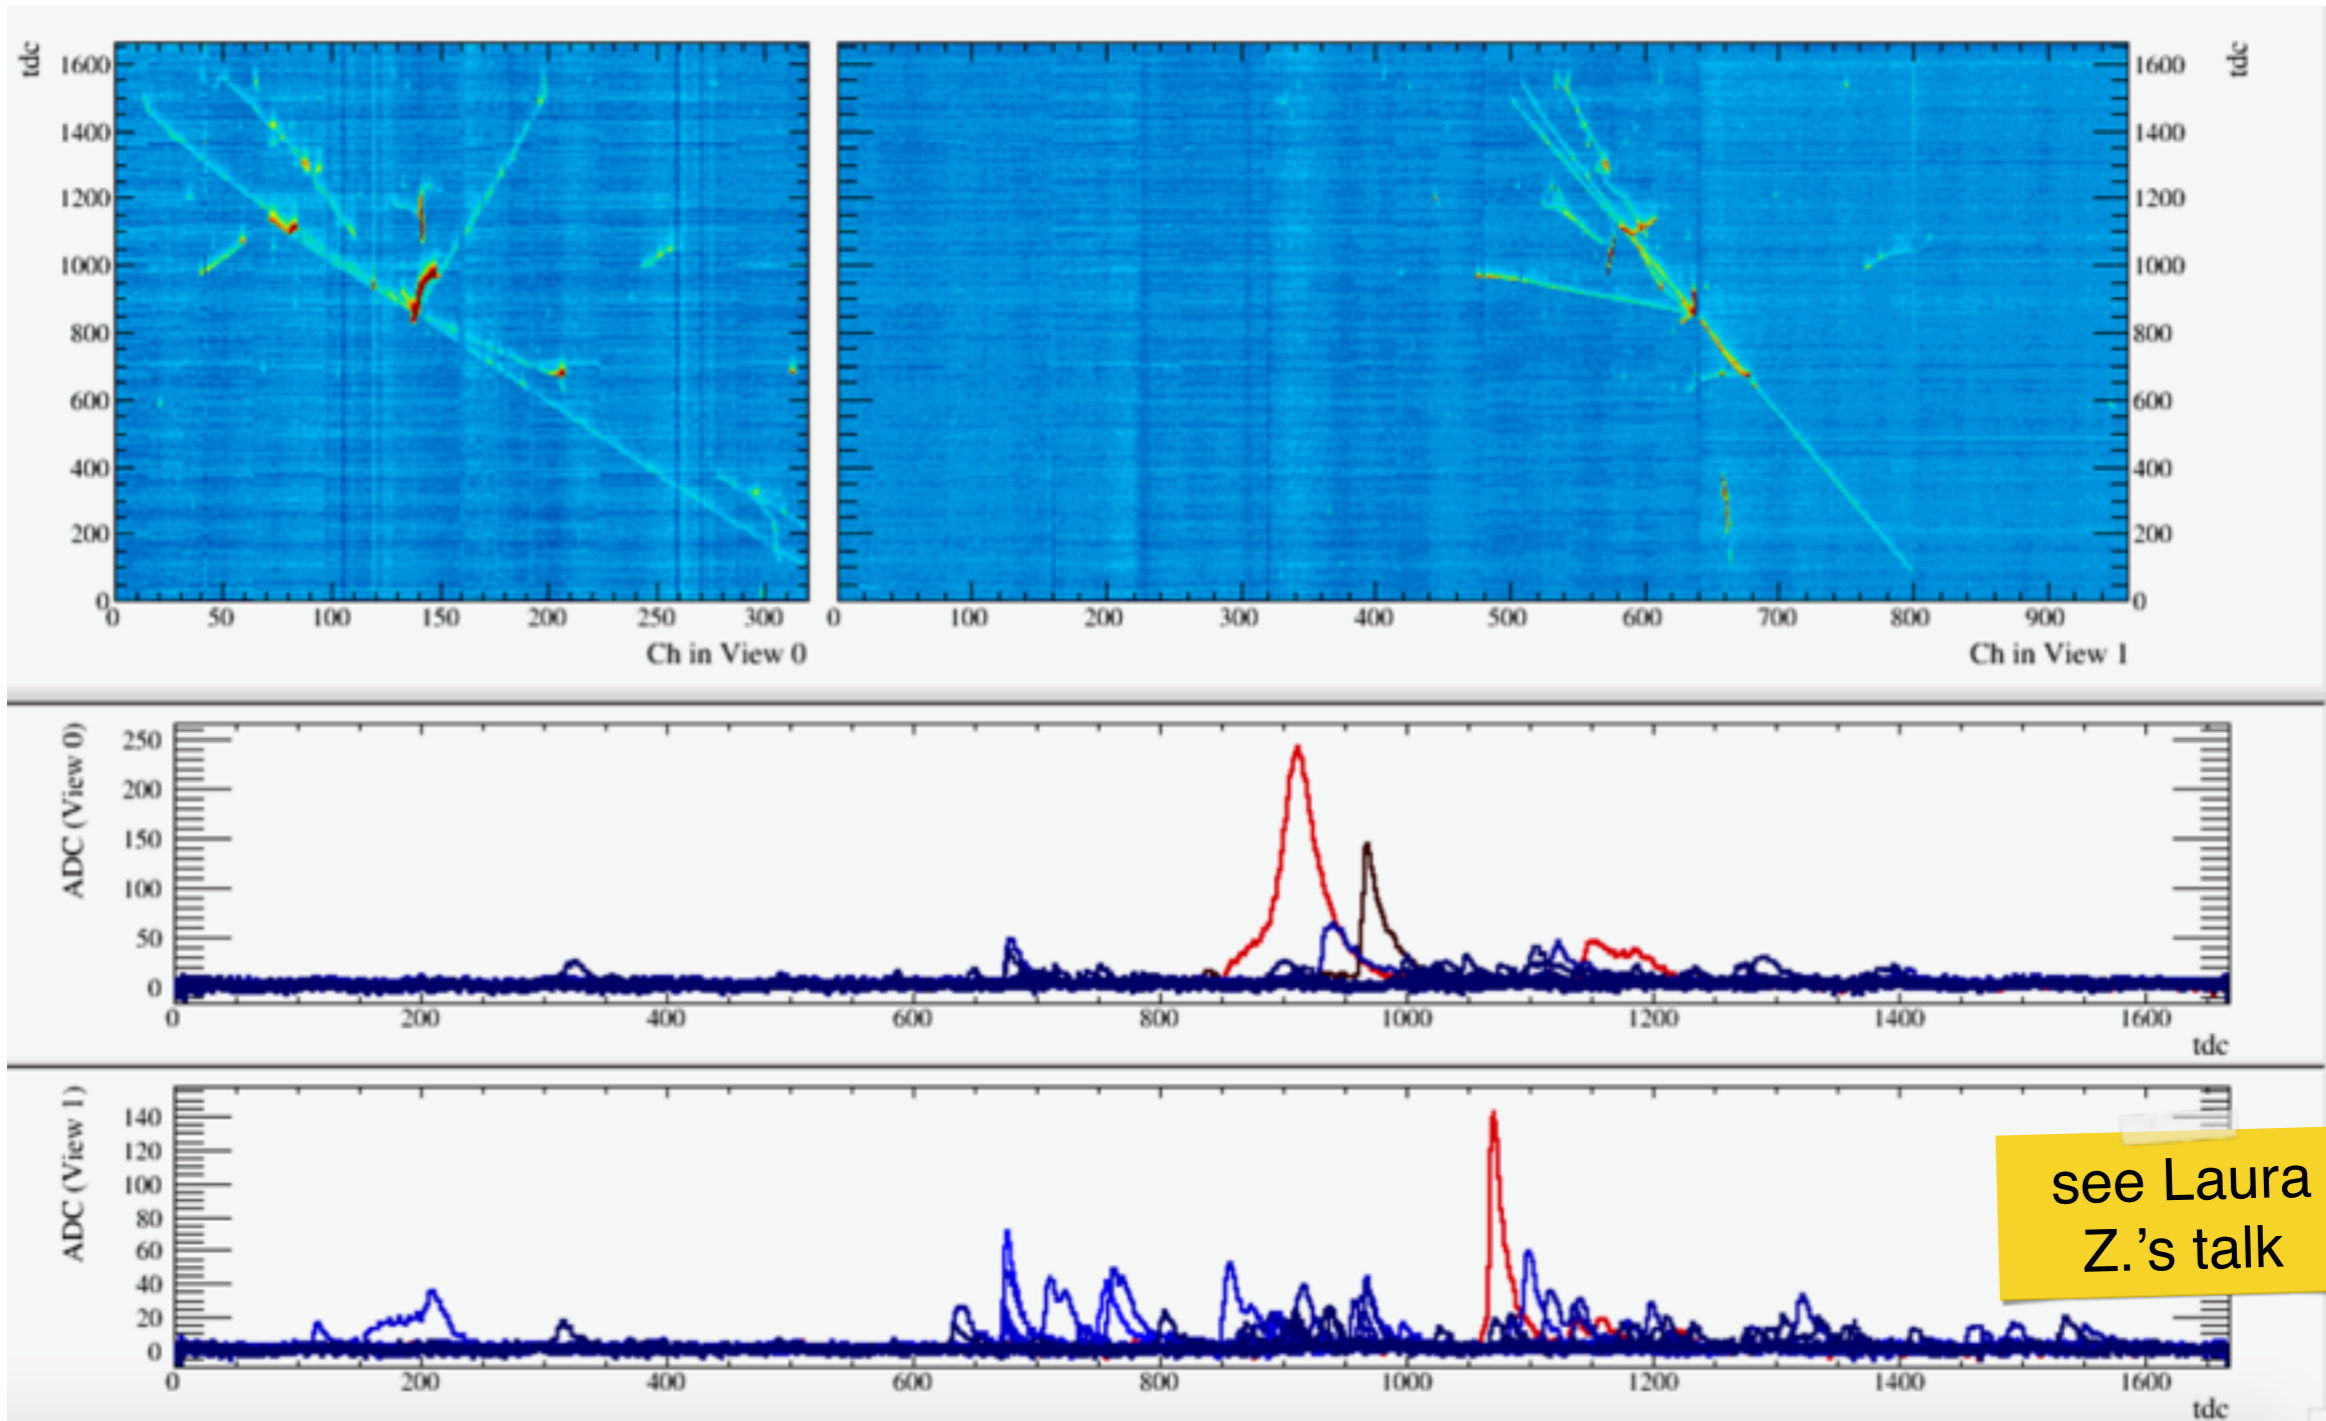 tdc
1600
1400
1200
1000
800
600
400
200
0
0 50 100 150 200 250 300
Ch in View 0
tdc
1600
1400
1200
1000
800
600
400
200
0
0 100 200 300 400 500 600 700 800 900
Ch in View 1
ADC (View 0)
250
200
150
100
50
0
0 200 400 600 800 1000 1200 1400 1600
tdc
ADC (View 1)
140
120
100
80
60
40
20
0
0 200 400 600 800 1000 1200 1400 1600
tdc
see Laura
Z.’s talk